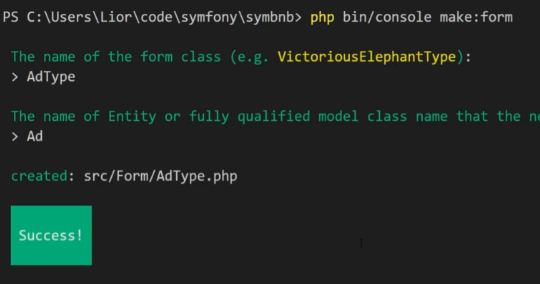 PS C:\Users\Lior\code\symfony\symbnb> php bin/console make:form
The name of the form class (e.g. VictoriousElephantType):
> AdType
The name of Entity or fully qualified model class name that the
> Ad
created: src/Form/AdType.php
Success!